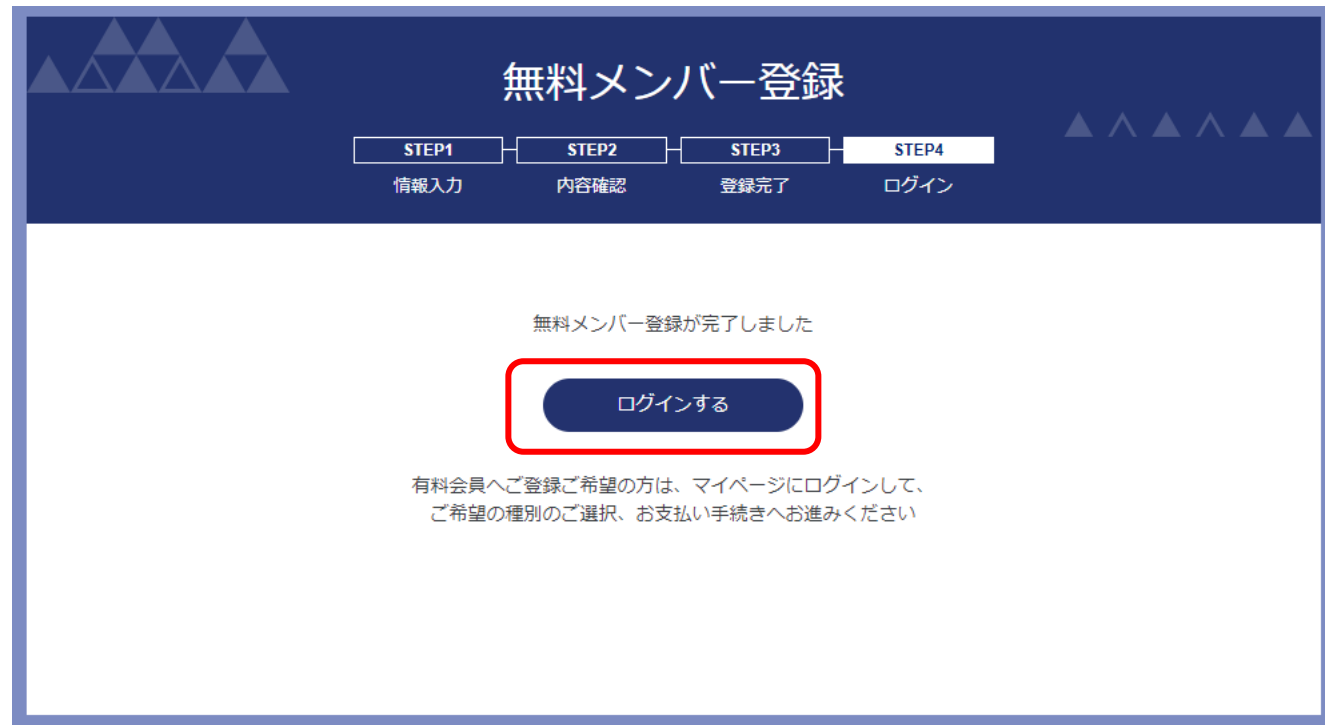 無料メンバー登録
STEP1 STEP2 STEP3 STEP4
情報入力 内容確認 登録完了 ログイン
無料メンバー登録が完了しました
ログインする
有料会員へご登録ご希望の方は、マイページにログインして、
ご希望の種別のご選択、お支払い手続きへお進みください